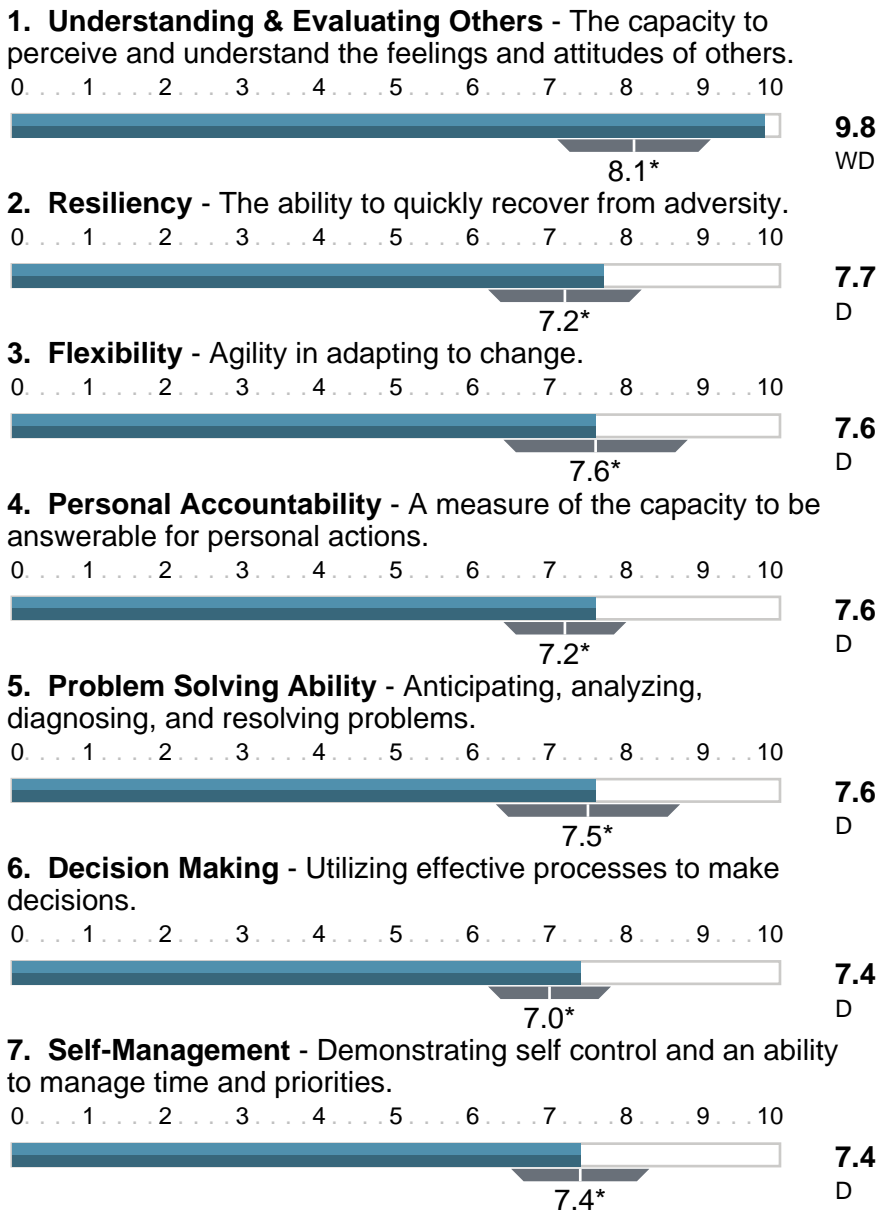 1. Understanding & Evaluating Others - The capacity to
perceive and understand the feelings and attitudes of others.
0. . . . 1 . . . . 2 . . . . 3 . . . . 4 . . . . 5 . . . . 6 . . . . 7 . . . . 8 . . . . 9 . . . 10
9.8
WD
8.1*
2. Resiliency - The ability to quickly recover from adversity.
0. . . . 1 . . . . 2 . . . . 3 . . . . 4 . . . . 5 . . . . 6 . . . . 7 . . . . 8 . . . . 9 . . . 10
7.7
D
7.2*
3. Flexibility - Agility in adapting to change.
0. . . . 1 . . . . 2 . . . . 3 . . . . 4 . . . . 5 . . . . 6 . . . . 7 . . . . 8 . . . . 9 . . . 10
7.6
D
7.6*
4. Personal Accountability - A measure of the capacity to be
answerable for personal actions.
0. . . . 1 . . . . 2 . . . . 3 . . . . 4 . . . . 5 . . . . 6 . . . . 7 . . . . 8 . . . . 9 . . . 10
7.6
D
7.2*
5. Problem Solving Ability - Anticipating, analyzing,
diagnosing, and resolving problems.
0. . . . 1 . . . . 2 . . . . 3 . . . . 4 . . . . 5 . . . . 6 . . . . 7 . . . . 8 . . . . 9 . . . 10
7.6
D
7.5*
6. Decision Making - Utilizing effective processes to make
decisions.
0. . . . 1 . . . . 2 . . . . 3 . . . . 4 . . . . 5 . . . . 6 . . . . 7 . . . . 8 . . . . 9 . . . 10
7.4
D
7.0*
7. Self-Management - Demonstrating self control and an ability
to manage time and priorities.
0. . . . 1 . . . . 2 . . . . 3 . . . . 4 . . . . 5 . . . . 6 . . . . 7 . . . . 8 . . . . 9 . . . 10
7.4
D
7.4*